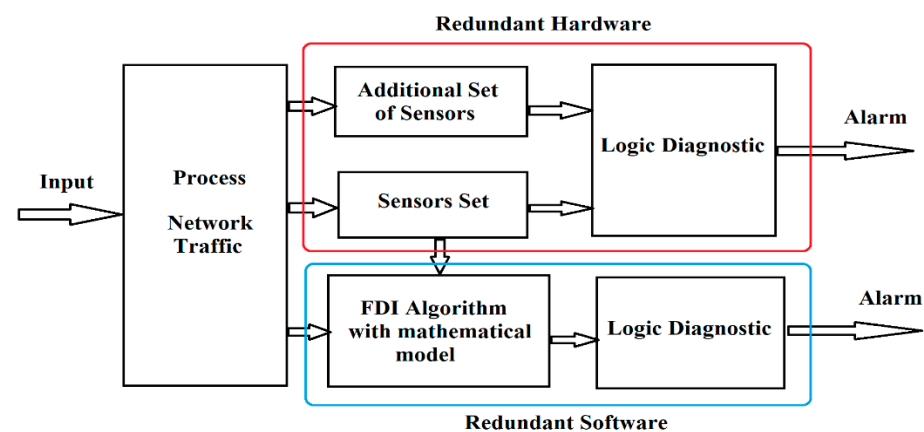 Redundant Hardware
Additional Set
of Sensors
Logic Diagnostic
Alarm
Input
Process
Network
Traffic
Sensors Set
FDI Algorithm
with mathematical
model
Logic Diagnostic
Alarm
Redundant Software